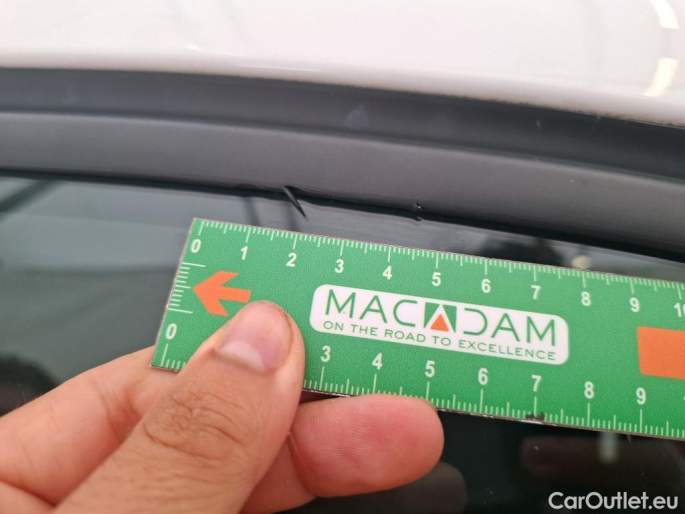 0 1 2 3 4 5 6 7 8 9 10
MACADAM
ON THE ROAD TO EXCELLENCE
0 3 4 5 6 7 8 9
CarOutlet.eu